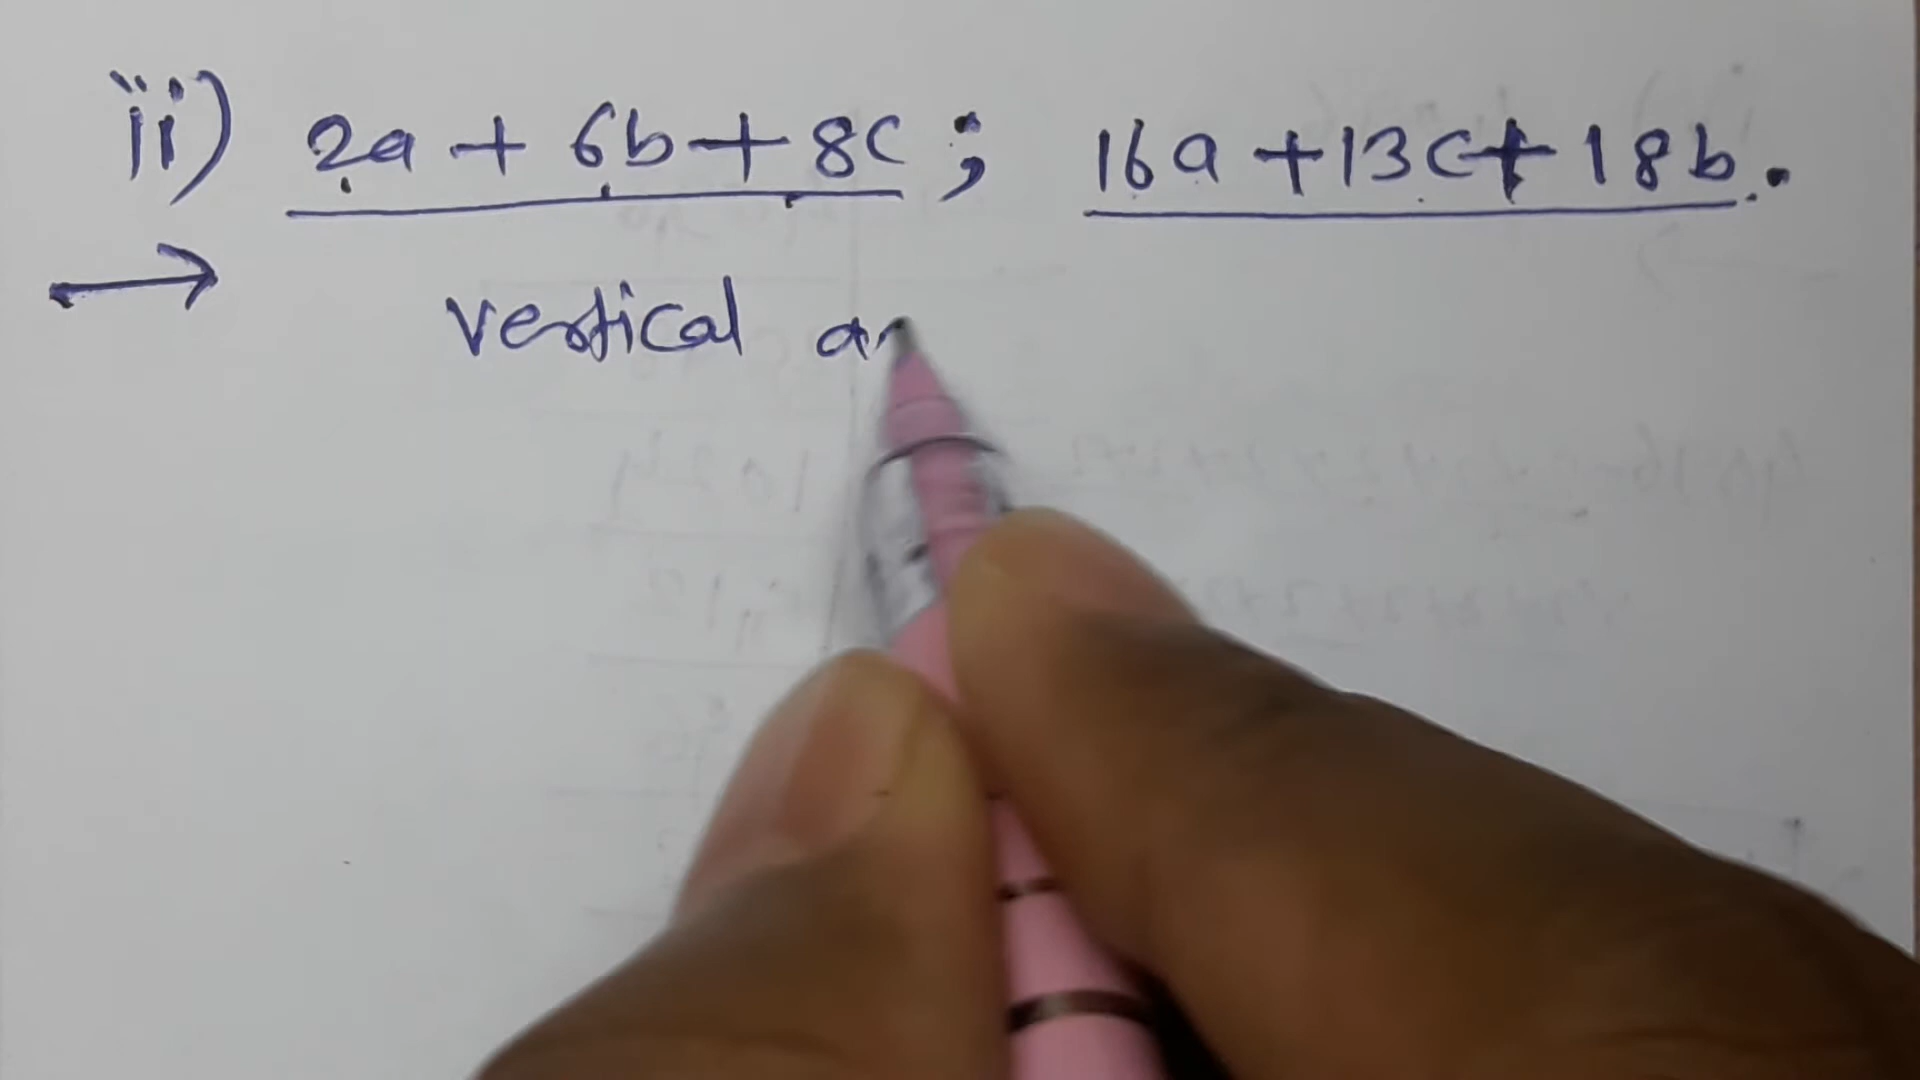 ii) 2a + 6b + 8c ; 16a + 13c + 18b .
→ Vertical